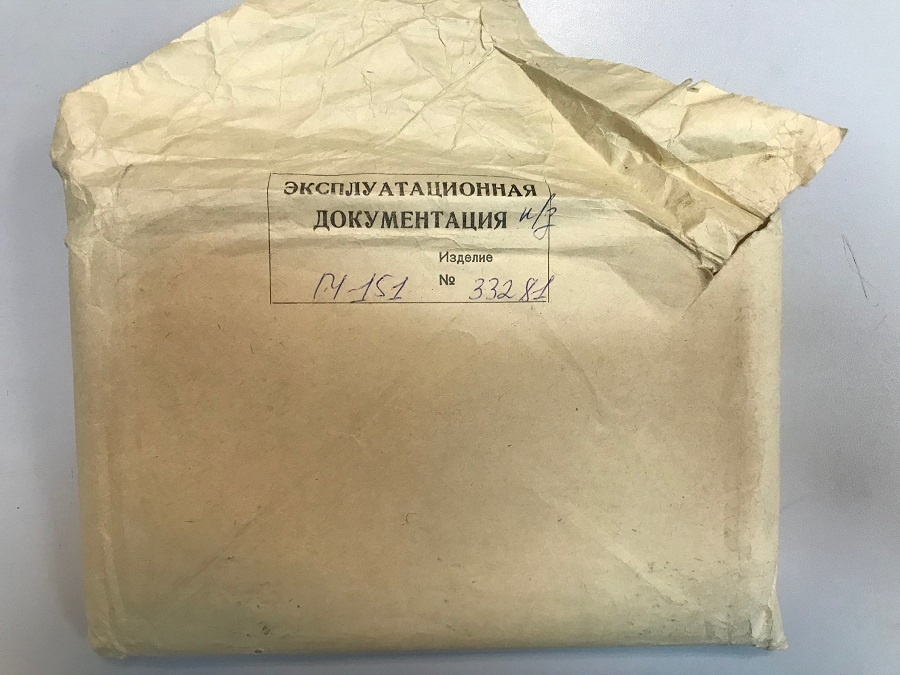 ЭКСПЛУАТАЦИОННАЯ
ДОКУМЕНТАЦИЯ н/з
Изделие
Г4-151 № 33281